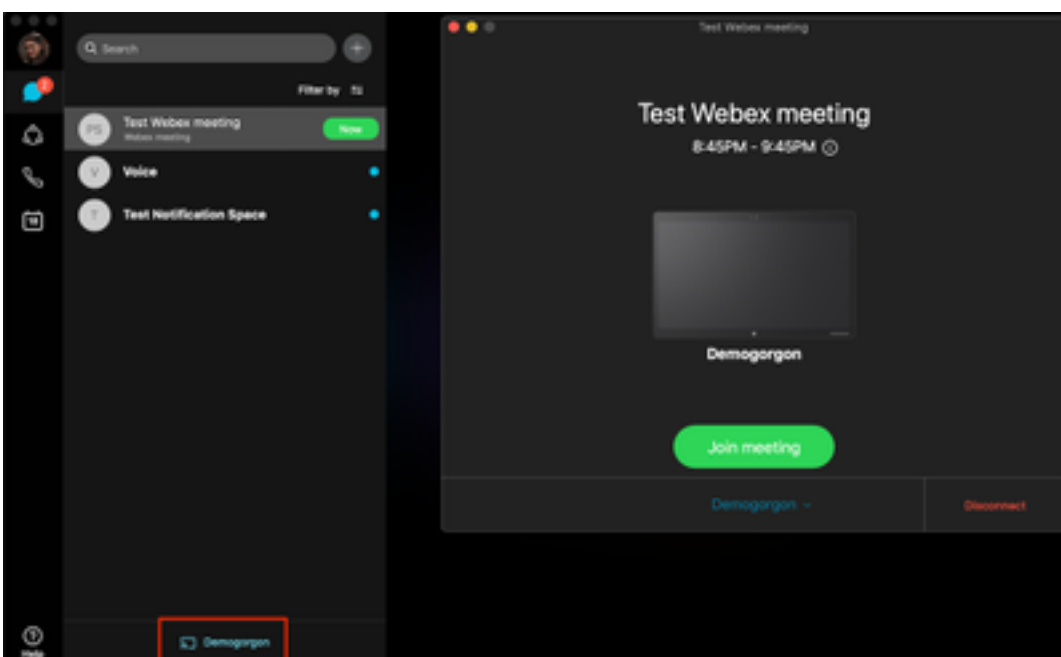 Search
Filter by
PS
Test Webex meeting
Webex meeting
Now
V
Voice
T
Test Notification Space
Help
Demogorgon
Test Webex meeting
Test Webex meeting
8:45PM - 9:45PM
Demogorgon
Join meeting
Demogorgon
Disconnect